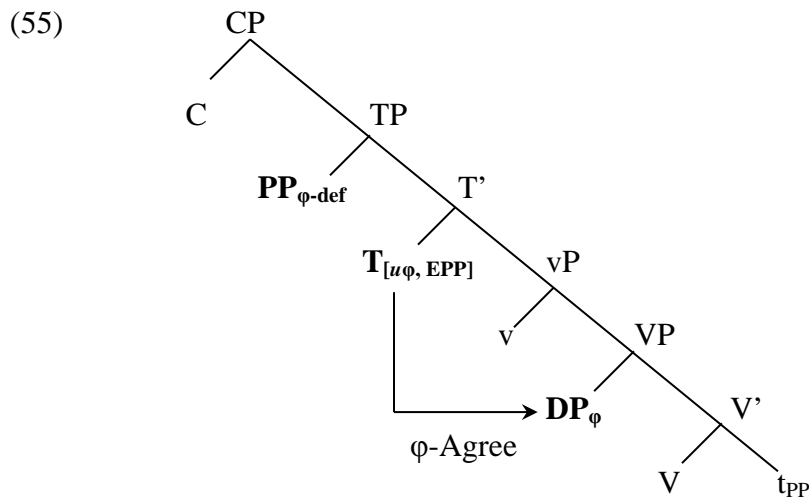 (55) CP
C TP
PPφ-def T’
T[uφ, EPP] vP
v VP
DPφ V’
φ-Agree
V tPP